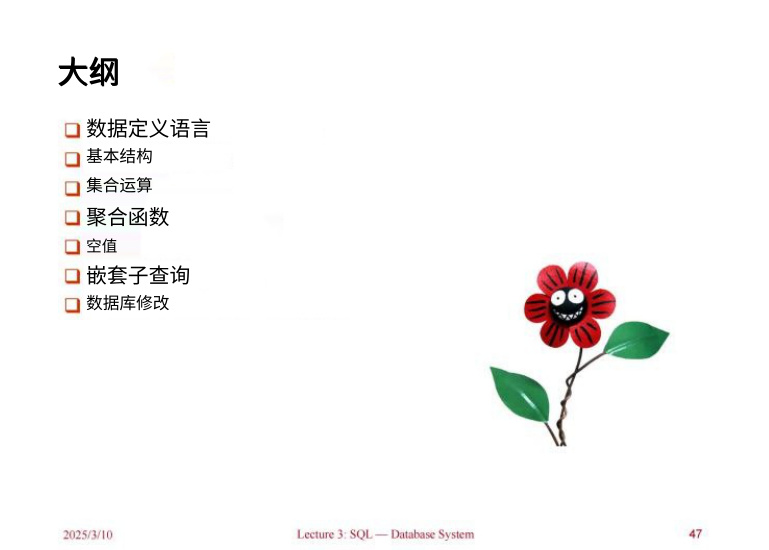 大纲
数据定义语言
基本结构
集合运算
聚合函数
空值
嵌套子查询
数据库修改
2025/3/10
Lecture 3: SQL — Database System
47